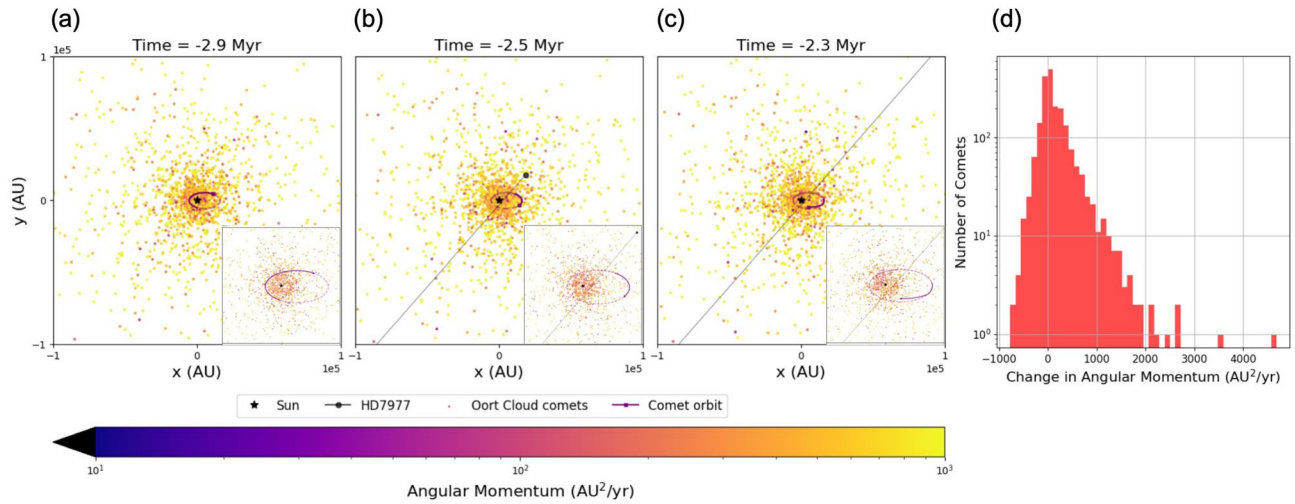 (a)
(b)
(c)
(d)
Time = -2.9 Myr
Time = -2.5 Myr
Time = -2.3 Myr
1
1e5
y (AU)
0
−1
−1
0
1
1e5
x (AU)
−1
0
1
1e5
x (AU)
−1
0
1
1e5
x (AU)
Number of Comets
10²
10¹
10⁰
−1000
0
1000
2000
3000
4000
Change in Angular Momentum (AU²/yr)
Sun
HD7977
Oort Cloud comets
Comet orbit
10¹
10²
10³
Angular Momentum (AU²/yr)